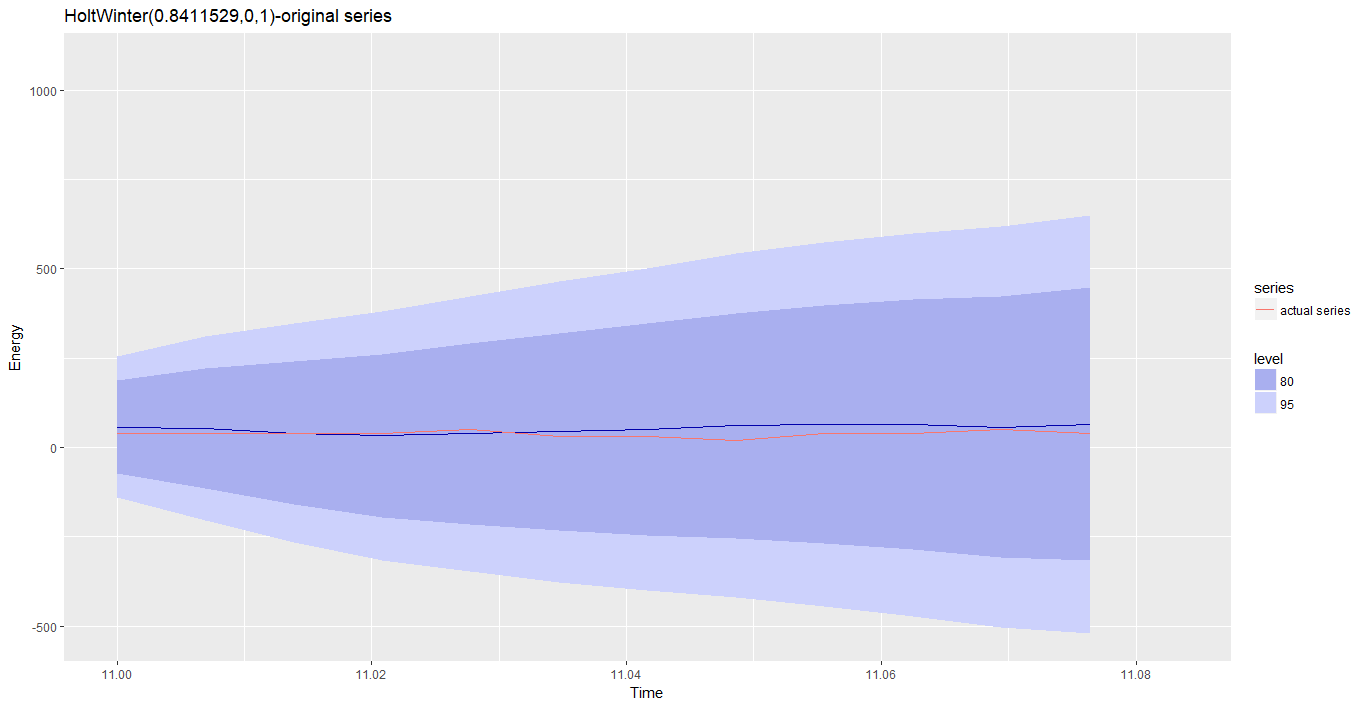 HoltWinter(0.8411529,0,1)-original series
1000
500
0
-500
Energy
11.00
11.02
11.04
11.06
11.08
Time
series
actual series
level
80
95